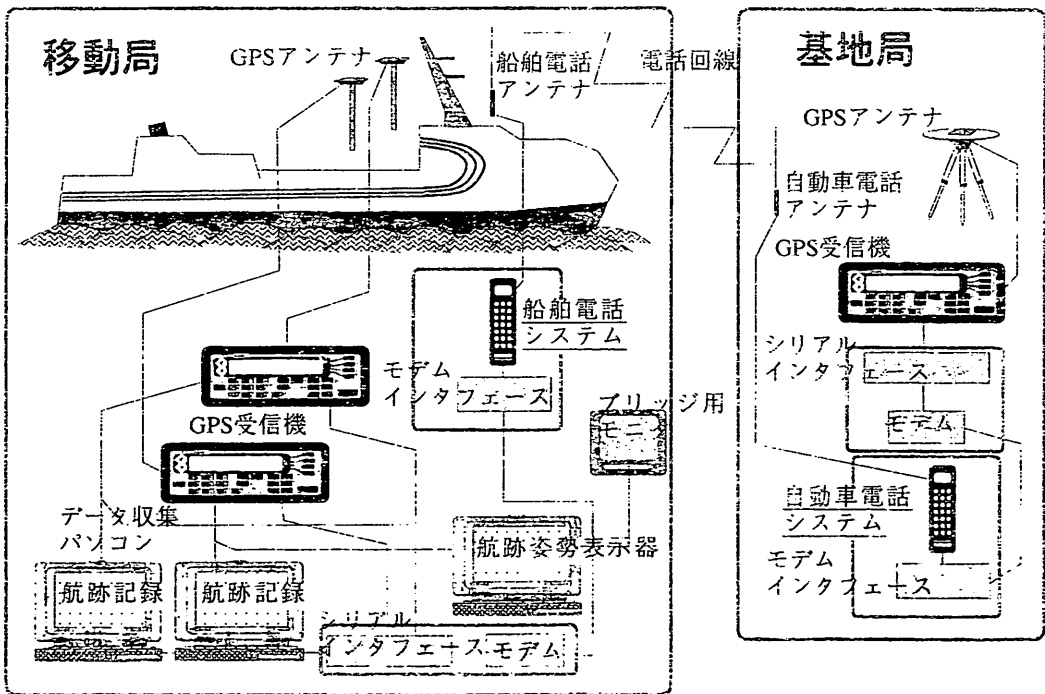 移動局
GPSアンテナ
船舶電話
アンテナ
電話回線
船舶電話
システム
モデム
インタフェース
GPS受信機
ブリッジ用
モニタ
データ収集
パソコン
航跡記録
航跡記録
航跡姿勢表示器
シリアル
インタフェース
モデム
基地局
GPSアンテナ
自動車電話
アンテナ
GPS受信機
シリアル
インタフェース
モデム
自動車電話
システム
モデム
インタフェース